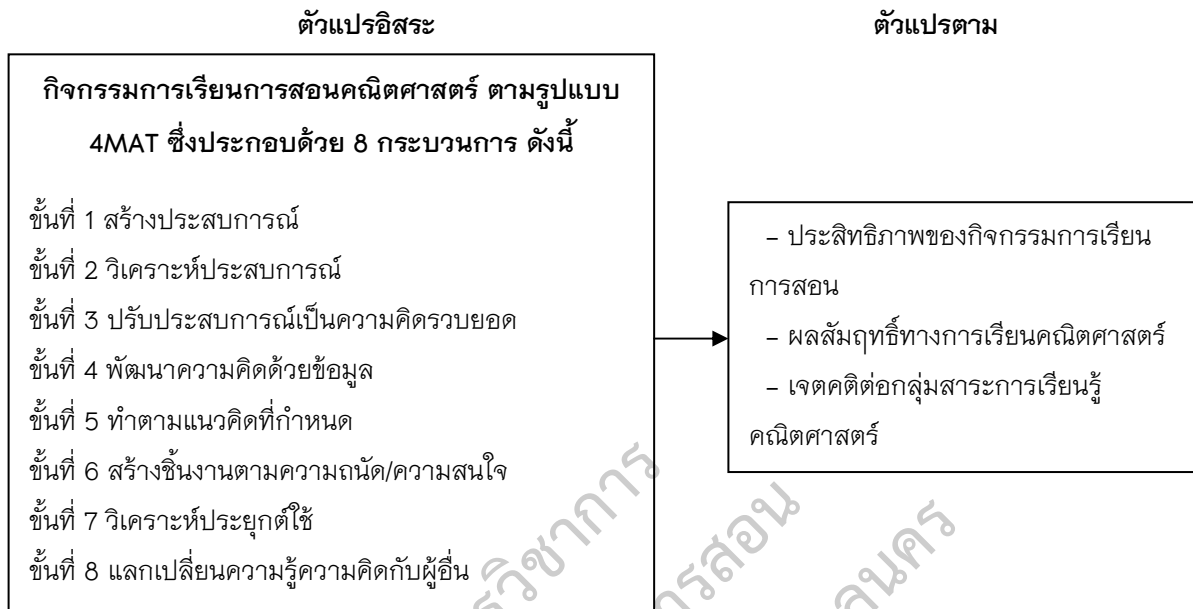 ตัวแปรอิสระ
ตัวแปรตาม
กิจกรรมการเรียนการสอนคณิตศาสตร์ ตามรูปแบบ
4MAT ซึ่งประกอบด้วย 8 กระบวนการ ดังนี้
ขั้นที่ 1 สร้างประสบการณ์
ขั้นที่ 2 วิเคราะห์ประสบการณ์
ขั้นที่ 3 ปรับประสบการณ์เป็นความคิดรวบยอด
ขั้นที่ 4 พัฒนาความคิดด้วยข้อมูล
ขั้นที่ 5 ทำตามแนวคิดที่กำหนด
ขั้นที่ 6 สร้างชิ้นงานตามความถนัด/ความสนใจ
ขั้นที่ 7 วิเคราะห์ประยุกต์ใช้
ขั้นที่ 8 แลกเปลี่ยนความรู้ความคิดกับผู้อื่น
– ประสิทธิภาพของกิจกรรมการเรียน
การสอน
– ผลสัมฤทธิ์ทางการเรียนคณิตศาสตร์
– เจตคติต่อกลุ่มสาระการเรียนรู้
คณิตศาสตร์